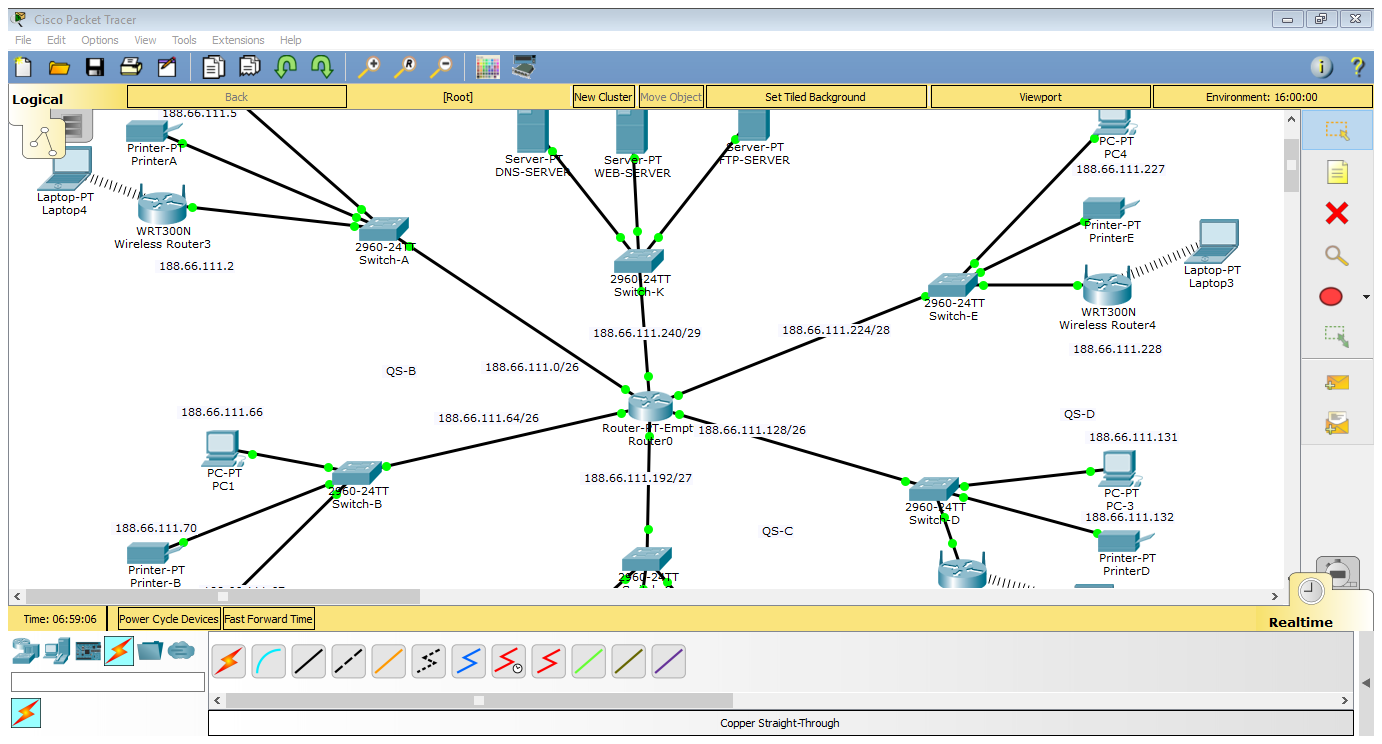 Cisco Packet Tracer
File Edit Options View Tools Extensions Help
Logical
Back
[Root]
New Cluster
Move Object
Set Tiled Background
Viewport
Environment: 16:00:00
188.66.111.5
Printer-PT
PrinterA
Laptop-PT
Laptop4
WRT300N
Wireless Router3
188.66.111.2
2960-24TT
Switch-A
Server-PT
DNS-SERVER
Server-PT
WEB-SERVER
Server-PT
FTP-SERVER
2960-24TT
Switch-K
PC-PT
PC4
188.66.111.227
Printer-PT
PrinterE
Laptop-PT
Laptop3
2960-24TT
Switch-E
WRT300N
Wireless Router4
188.66.111.228
188.66.111.240/29
188.66.111.224/28
188.66.111.0/26
QS-B
188.66.111.64/26
Router-PT-Empt
Router0
188.66.111.128/26
188.66.111.192/27
QS-D
188.66.111.66
PC-PT
PC1
2960-24TT
Switch-B
188.66.111.70
Printer-PT
Printer-B
QS-C
2960-24TT
188.66.111.131
PC-PT
PC-3
188.66.111.132
2960-24TT
Switch-D
Printer-PT
PrinterD
Time: 06:59:06
Power Cycle Devices
Fast Forward Time
Realtime
Copper Straight-Through